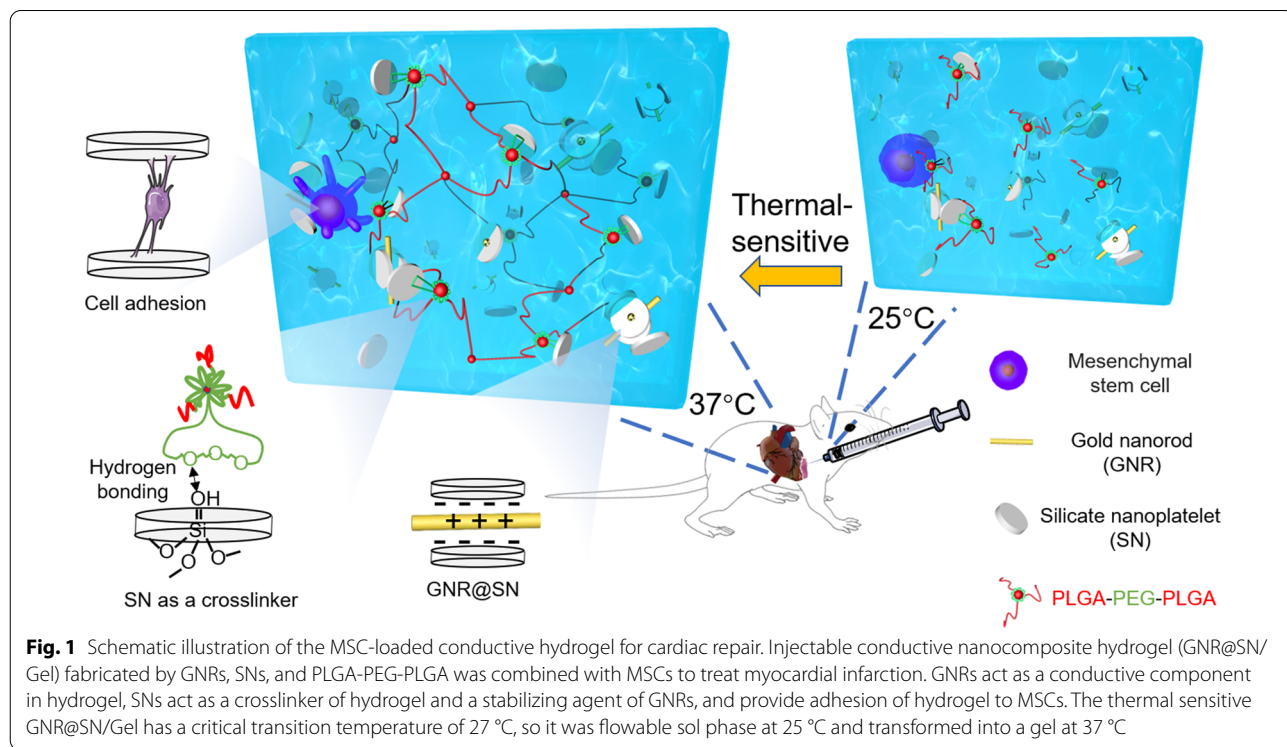 Thermal-
sensitive
25°C
37°C
Cell adhesion
Hydrogen
bonding
OH
Si
O
O
O
SN as a crosslinker
+ + +
GNR@SN
Mesenchymal
stem cell
Gold nanorod
(GNR)
Silicate nanoplatelet
(SN)
PLGA-PEG-PLGA
Fig. 1 Schematic illustration of the MSC-loaded conductive hydrogel for cardiac repair. Injectable conductive nanocomposite hydrogel (GNR@SN/
Gel) fabricated by GNRs, SNs, and PLGA-PEG-PLGA was combined with MSCs to treat myocardial infarction. GNRs act as a conductive component
in hydrogel, SNs act as a crosslinker of hydrogel and a stabilizing agent of GNRs, and provide adhesion of hydrogel to MSCs. The thermal sensitive
GNR@SN/Gel has a critical transition temperature of 27 °C, so it was flowable sol phase at 25 °C and transformed into a gel at 37 °C